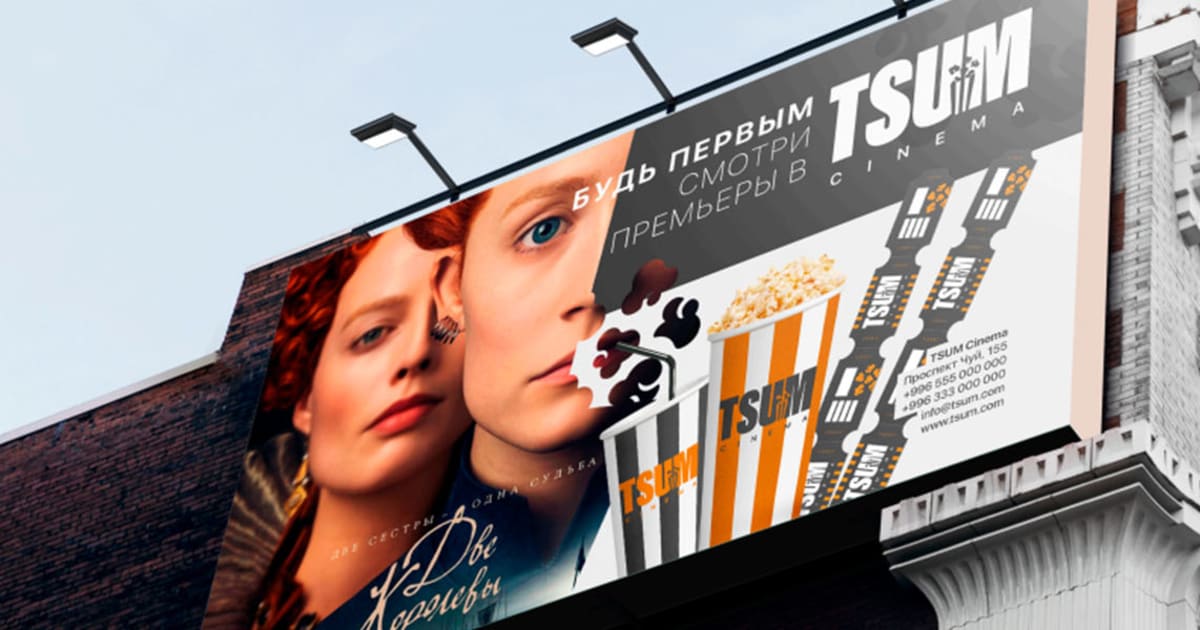 БУДЬ ПЕРВЫМ
СМОТРИ
ПРЕМЬЕРЫ В
TSUM
CINEMA
ДВЕ СЕСТРЫ - ОДНА СУДЬБА
Две
Королевы
TSUM
CINEMA
TSUM
CINEMA
TSUM
TSUM
TSUM
TSUM
TSUM Cinema
Проспект Чуй, 155
+996 555 000 000
+996 333 000 000
info@tsum.com
www.tsum.com